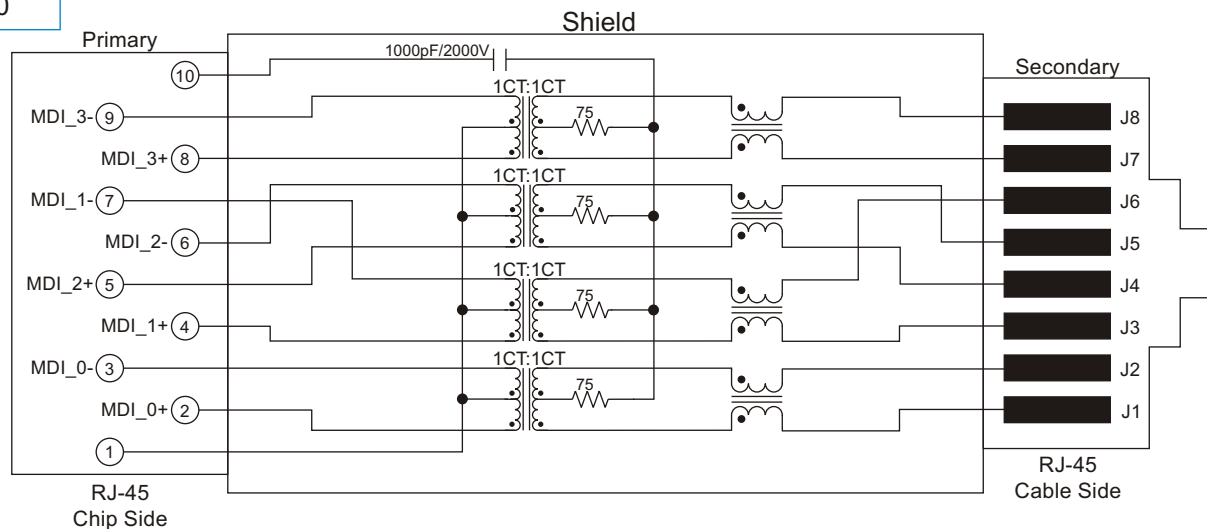 0
Shield
Primary
1000pF/2000V
Secondary
10
1CT:1CT
MDI_3- 9
75
J8
MDI_3+ 8
J7
1CT:1CT
MDI_1- 7
75
J6
MDI_2- 6
J5
1CT:1CT
MDI_2+ 5
75
J4
MDI_1+ 4
J3
1CT:1CT
MDI_0- 3
75
J2
MDI_0+ 2
J1
1
RJ-45
Chip Side
RJ-45
Cable Side